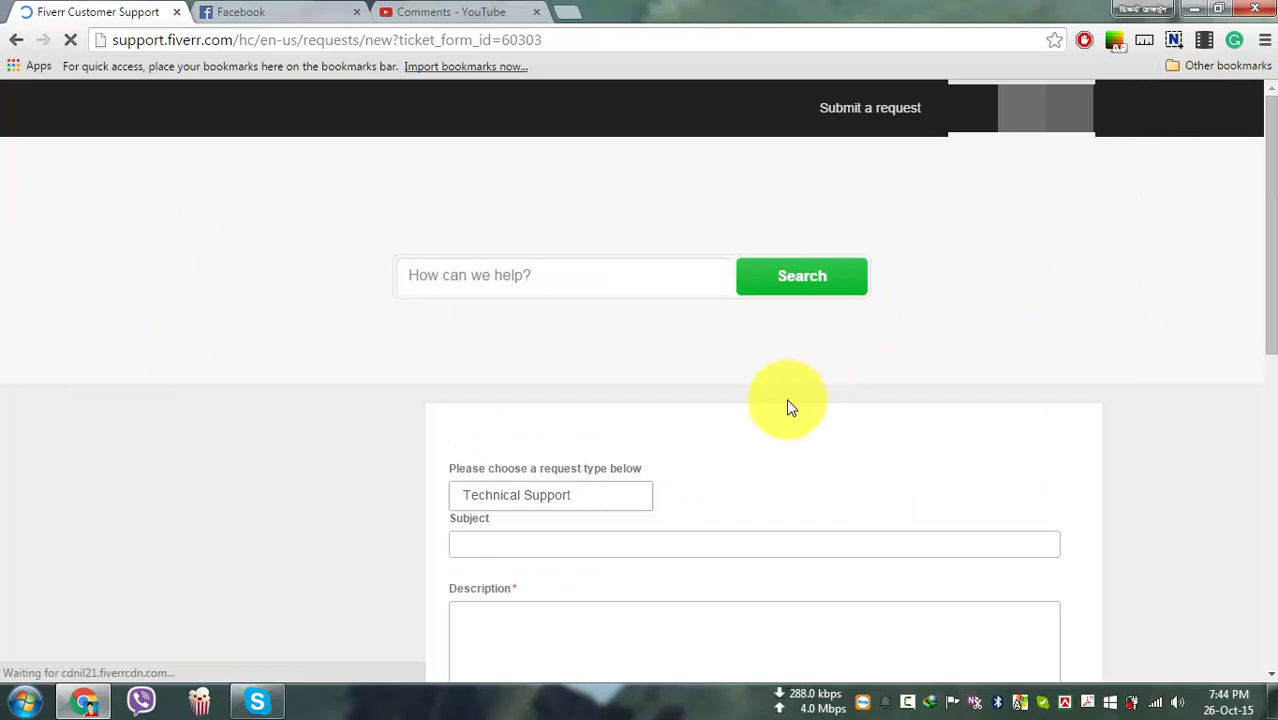 Fiverr Customer Support
Facebook
Comments - YouTube
support.fiverr.com/hc/en-us/requests/new?ticket_form_id=60303
Apps For quick access, place your bookmarks here on the bookmarks bar. Import bookmarks now... Other bookmarks
Submit a request
How can we help? Search
Please choose a request type below
Technical Support
Subject
Description*
Waiting for cdnil21.fiverrcdn.com...
288.0 kbps
4.0 Mbps
7:44 PM
26-Oct-15